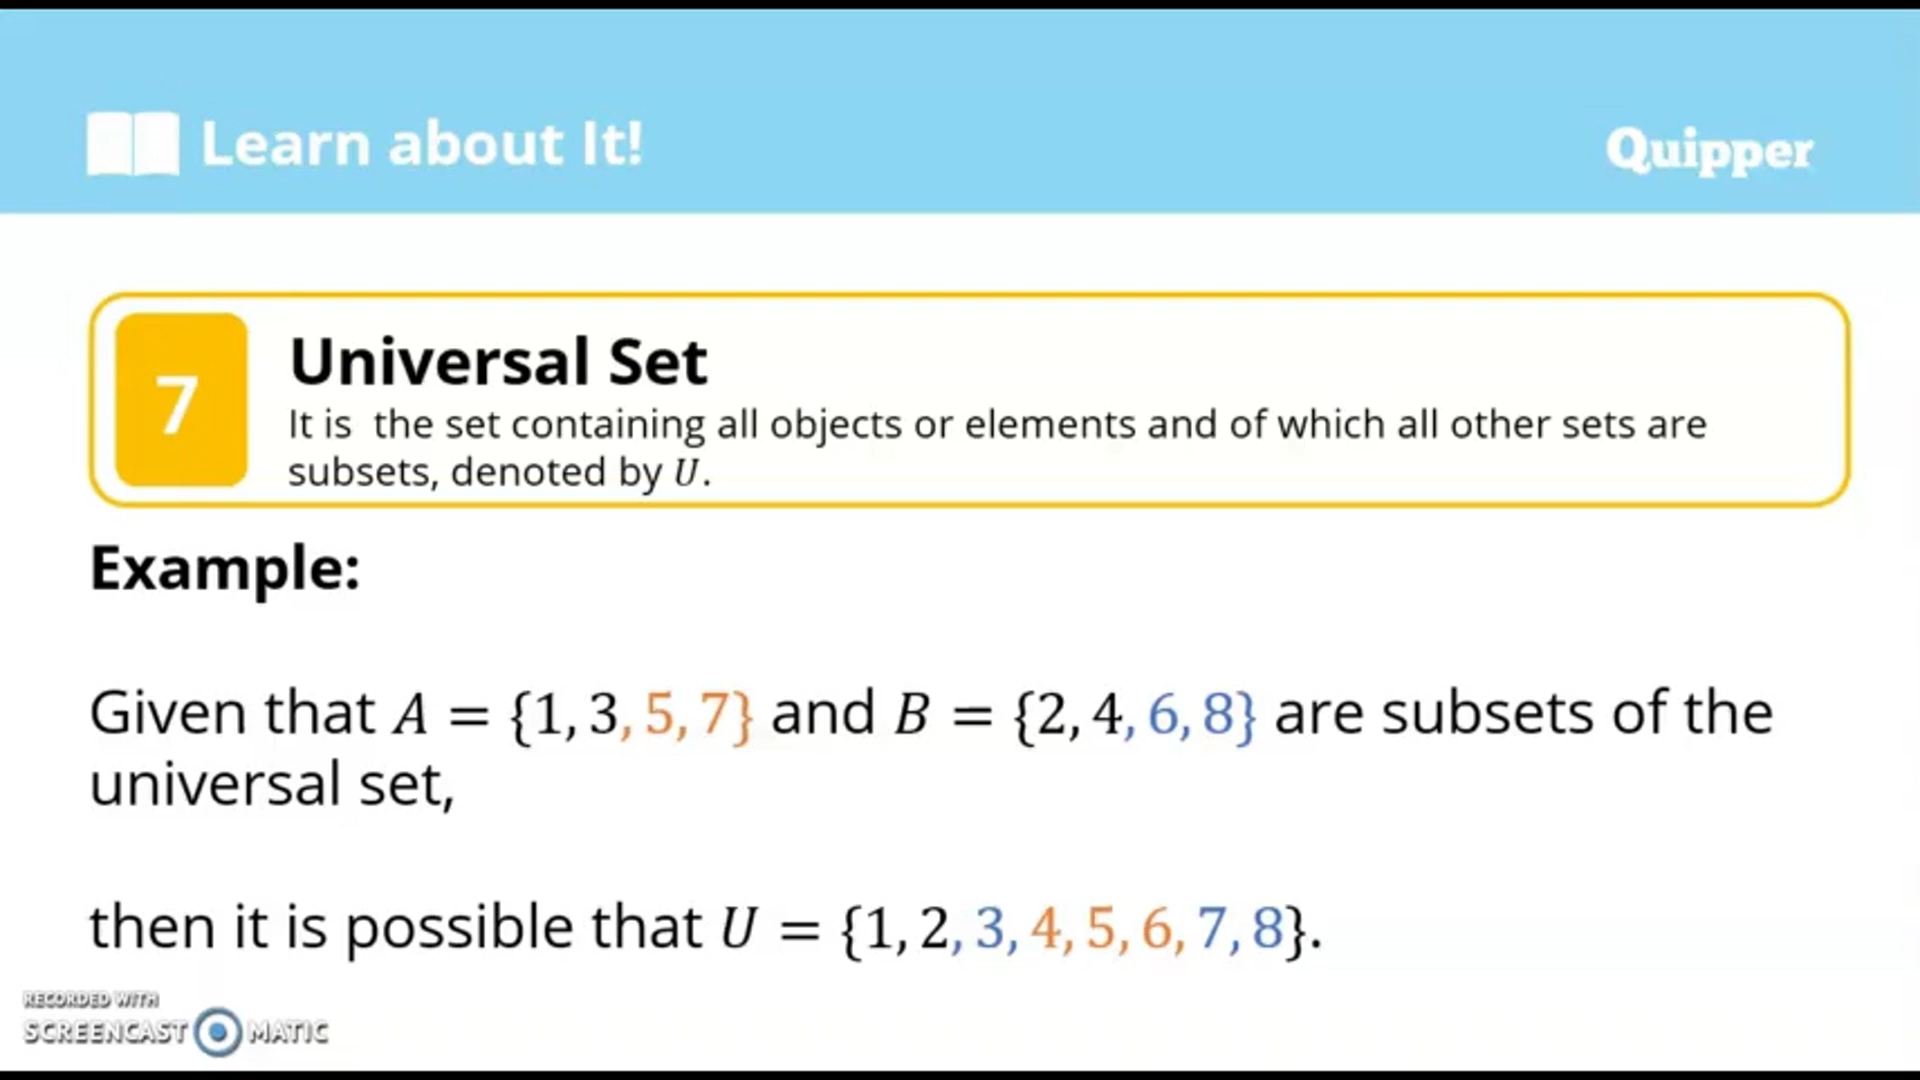 Learn about It!
Quipper
7
Universal Set
It is  the set containing all objects or elements and of which all other sets are
subsets, denoted by U.
Example:
Given that A = {1, 3, 5, 7} and B = {2, 4, 6, 8} are subsets of the
universal set,
then it is possible that U = {1, 2, 3, 4, 5, 6, 7, 8}.
RECORDED WITH
SCREENCAST MATIC